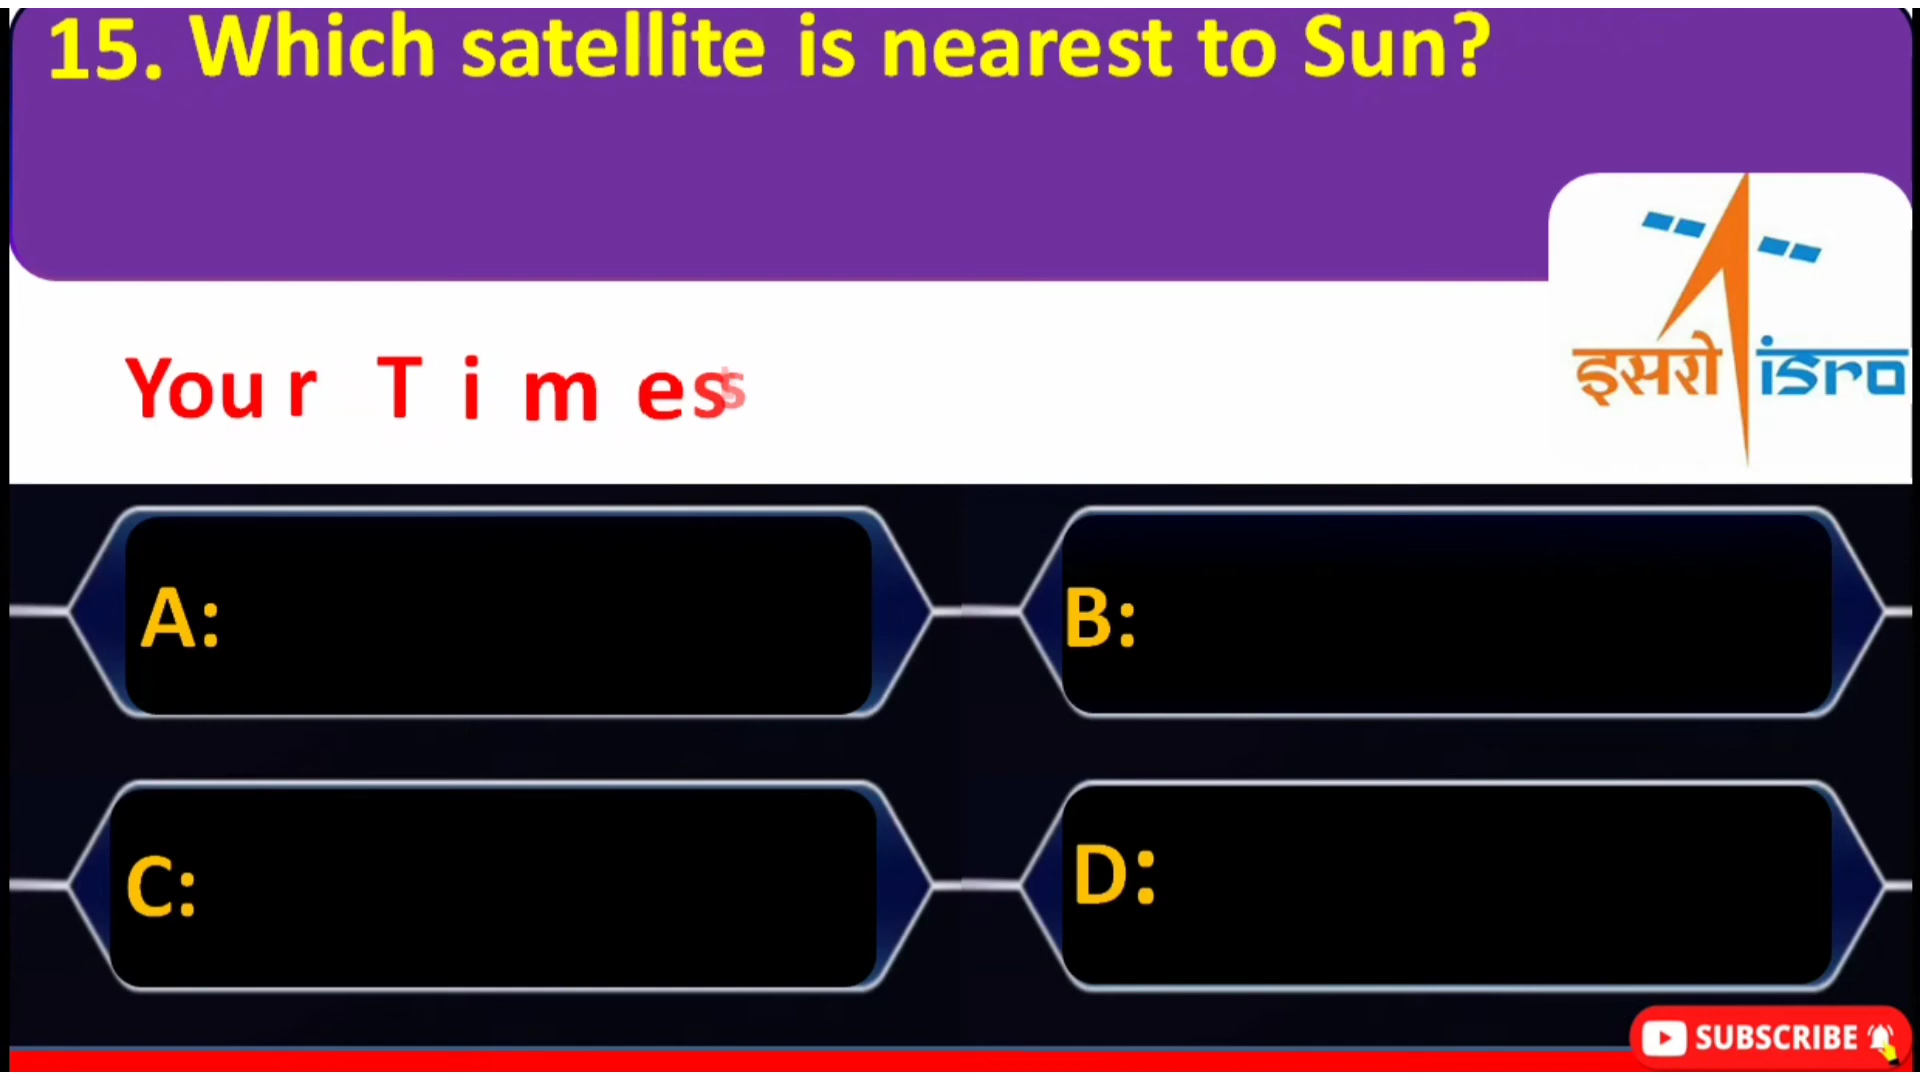 15. Which satellite is nearest to Sun?
Your Times
इसरो isro
A:
B:
C:
D:
SUBSCRIBE